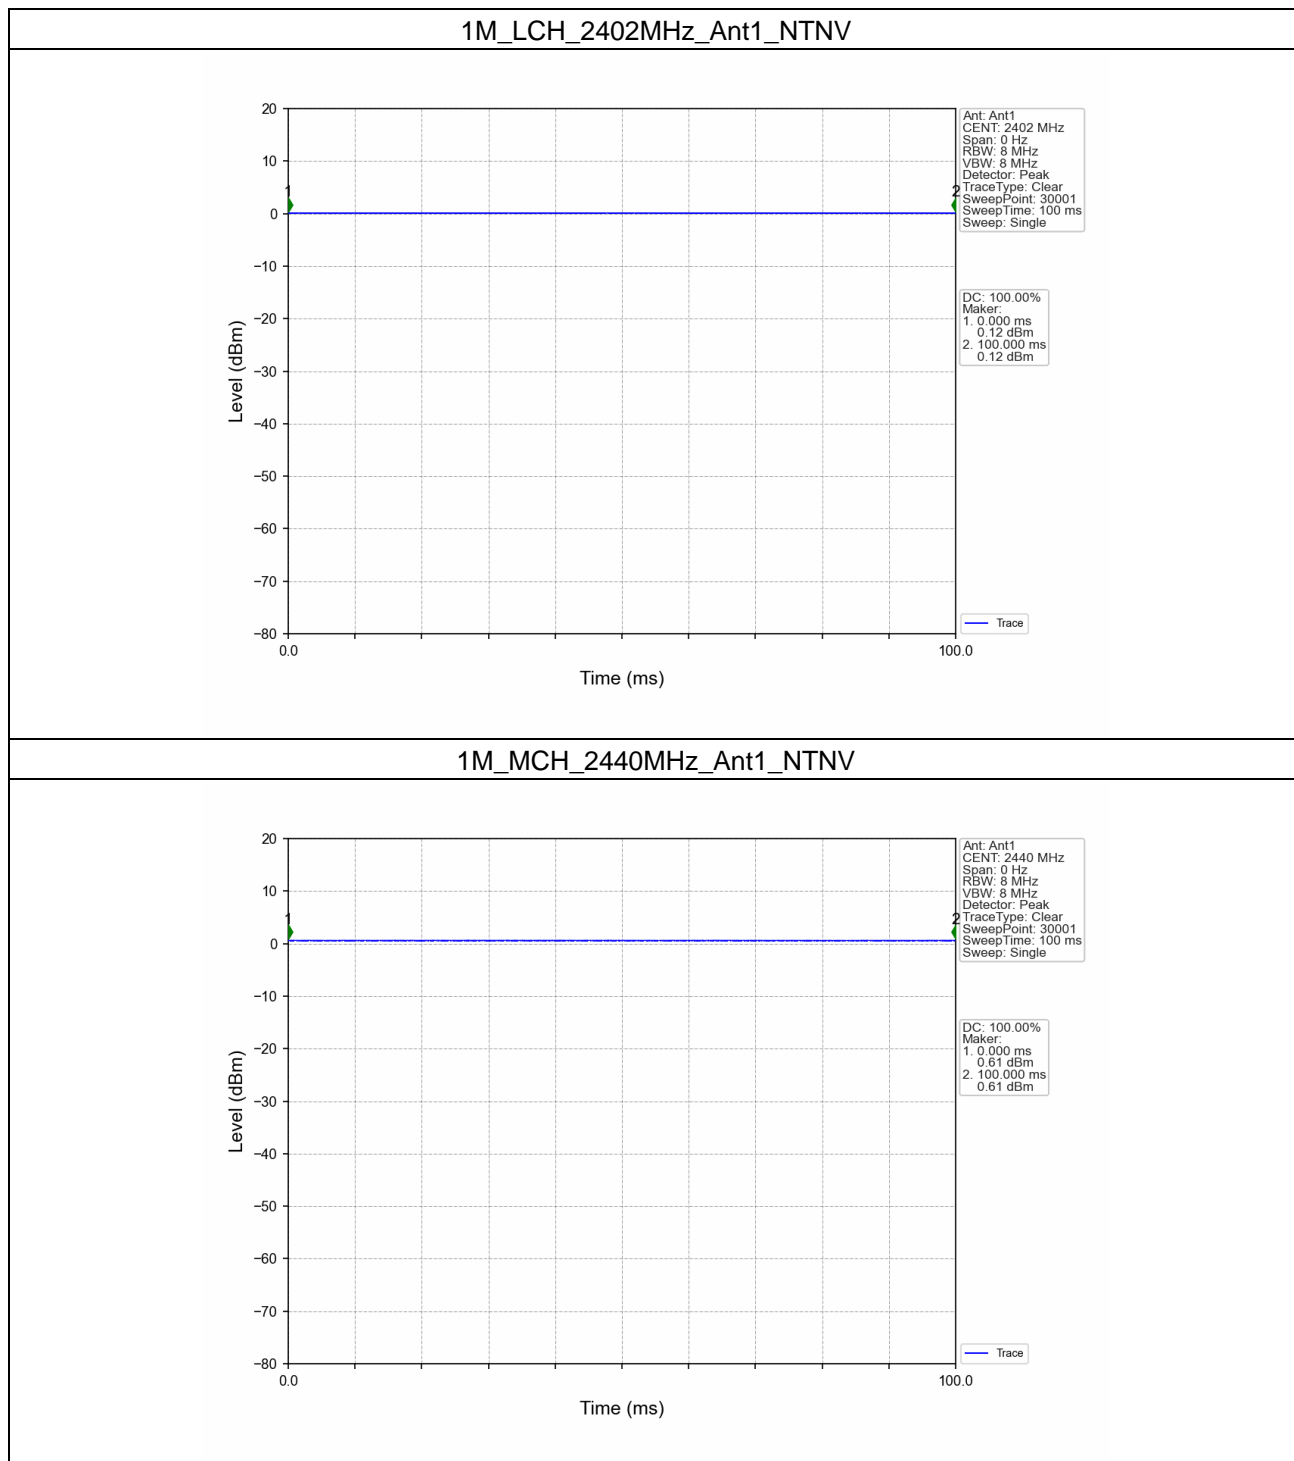 1M_LCH_2402MHz_Ant1_NTNV
20
10
0
−10
−20
−30
−40
−50
−60
−70
−80
Level (dBm)
1
2
0.0
100.0
Time (ms)
Ant: Ant1
CENT: 2402 MHz
Span: 0 Hz
RBW: 8 MHz
VBW: 8 MHz
Detector: Peak
TraceType: Clear
SweepPoint: 30001
SweepTime: 100 ms
Sweep: Single
DC: 100.00%
Maker:
1. 0.000 ms
0.12 dBm
2. 100.000 ms
0.12 dBm
Trace
1M_MCH_2440MHz_Ant1_NTNV
20
10
0
−10
−20
−30
−40
−50
−60
−70
−80
Level (dBm)
1
2
0.0
100.0
Time (ms)
Ant: Ant1
CENT: 2440 MHz
Span: 0 Hz
RBW: 8 MHz
VBW: 8 MHz
Detector: Peak
TraceType: Clear
SweepPoint: 30001
SweepTime: 100 ms
Sweep: Single
DC: 100.00%
Maker:
1. 0.000 ms
0.61 dBm
2. 100.000 ms
0.61 dBm
Trace